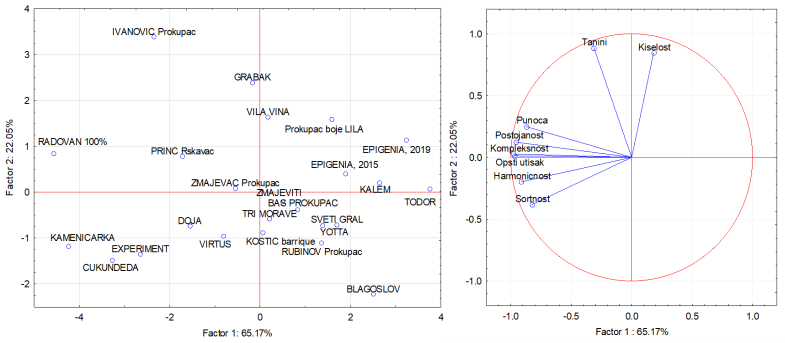 4
3
2
1
0
-1
-2
-4
-2
0
2
4
Factor 2: 22.05%
Factor 1: 65.17%
IVANOVIC Prokupac
GRABAK
VILA VINA
Prokupac boje LILA
RADOVAN 100%
PRINC Rskavac
EPIGENIA, 2019
EPIGENIA, 2015
ZMAJEVAC Prokupac
KALEM
ZMAJEVITI
TODOR
BAS PROKUPAC
TRI MORAVE
DOJA
SVETI GRAL
YOTTA
KAMENICARKA
VIRTUS
KOSTIC barrique
EXPERIMENT
RUBINOV Prokupac
CUKUNDEDA
BLAGOSLOV
1.0
0.5
0.0
-0.5
-1.0
-1.0
-0.5
0.0
0.5
1.0
Factor 2 : 22.05%
Factor 1 : 65.17%
Tanini
Kiselost
Punoca
Postojanost
Kompleksnost
Opsti utisak
Harmonicnost
Sortnost